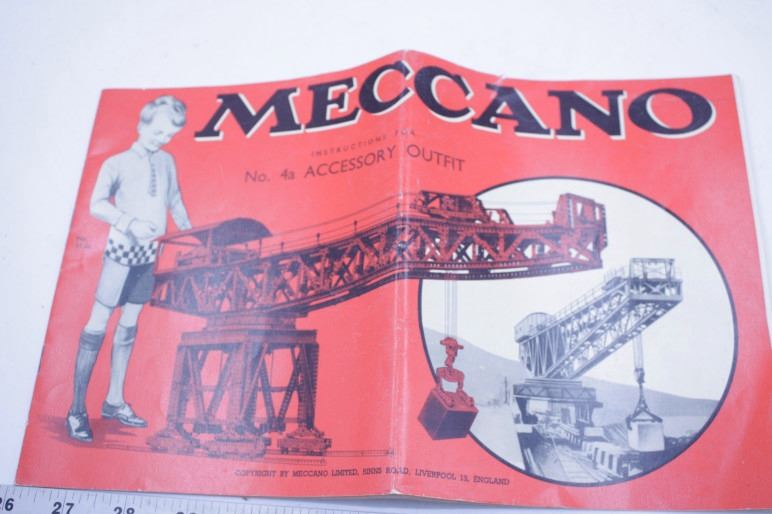 MECCANO
INSTRUCTIONS FOR
No. 4a ACCESSORY OUTFIT
COPYRIGHT BY MECCANO LIMITED, BINNS ROAD, LIVERPOOL 13, ENGLAND
26 27 28